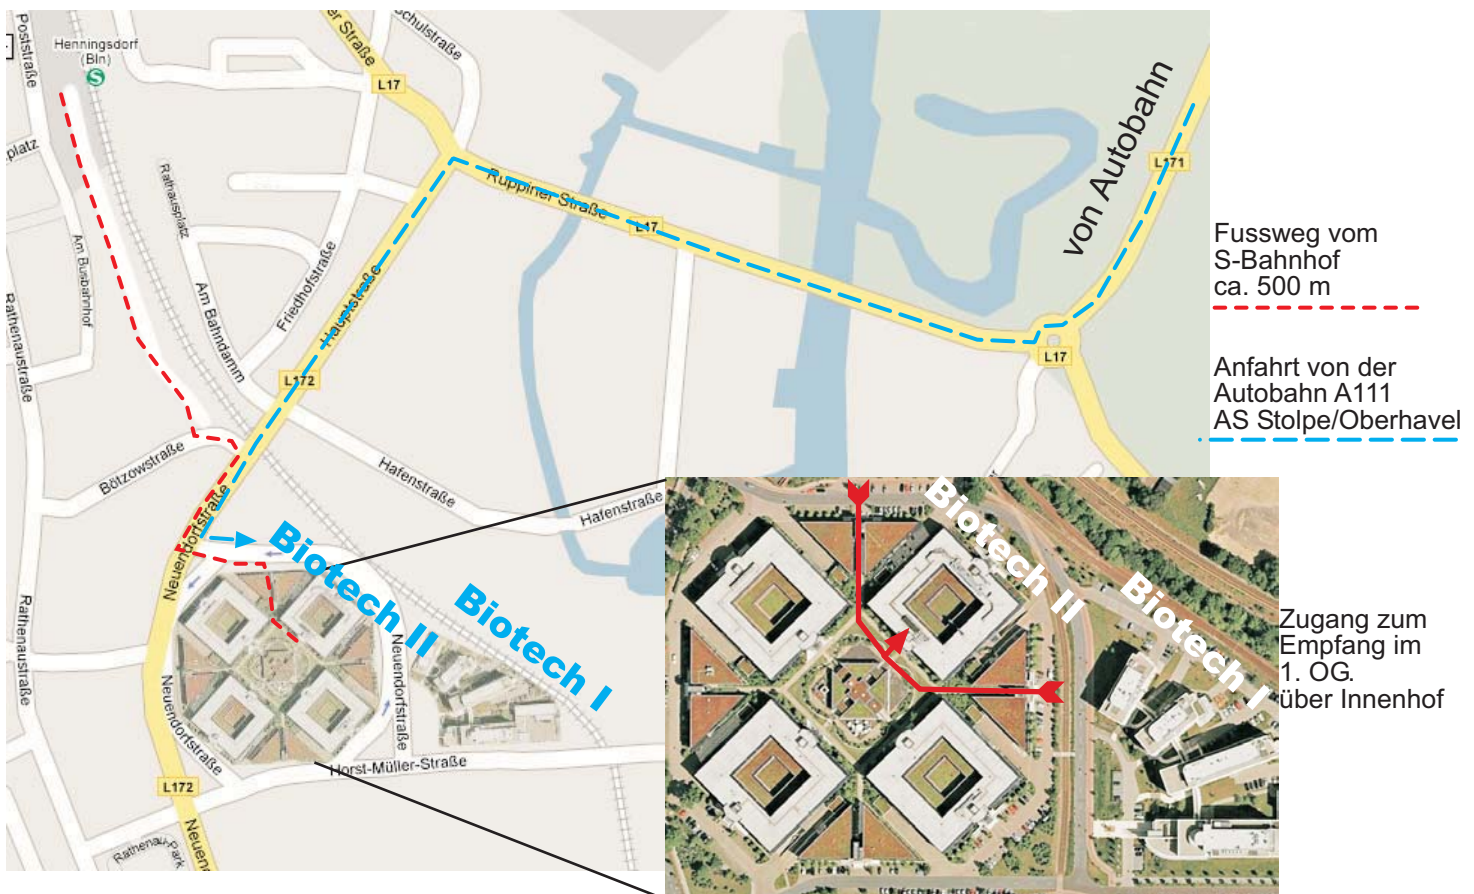 Poststraße
Henningsdorf
(Bln)
S
platz
Rathausplatz
Am Busbahnhof
Rathenaustraße
Am Bahndamm
Friedhofstraße
er Straße
L17
chulstraße
Ruppiner Straße
L17
Hauptstraße
L172
von Autobahn
L171
L17
Bötzowstraße
Hafenstraße
Hafenstraße
Neuendorfstraße
Rathenaustraße
Neuendorfstraße
Neuendorfstraße
Horst-Müller-Straße
L172
Neuen
Rathenau-Park
Biotech II
Biotech I
Biotech II
Biotech I
Fussweg vom
S-Bahnhof
ca. 500 m
Anfahrt von der
Autobahn A111
AS Stolpe/Oberhavel
Zugang zum
Empfang im
1. OG.
über Innenhof